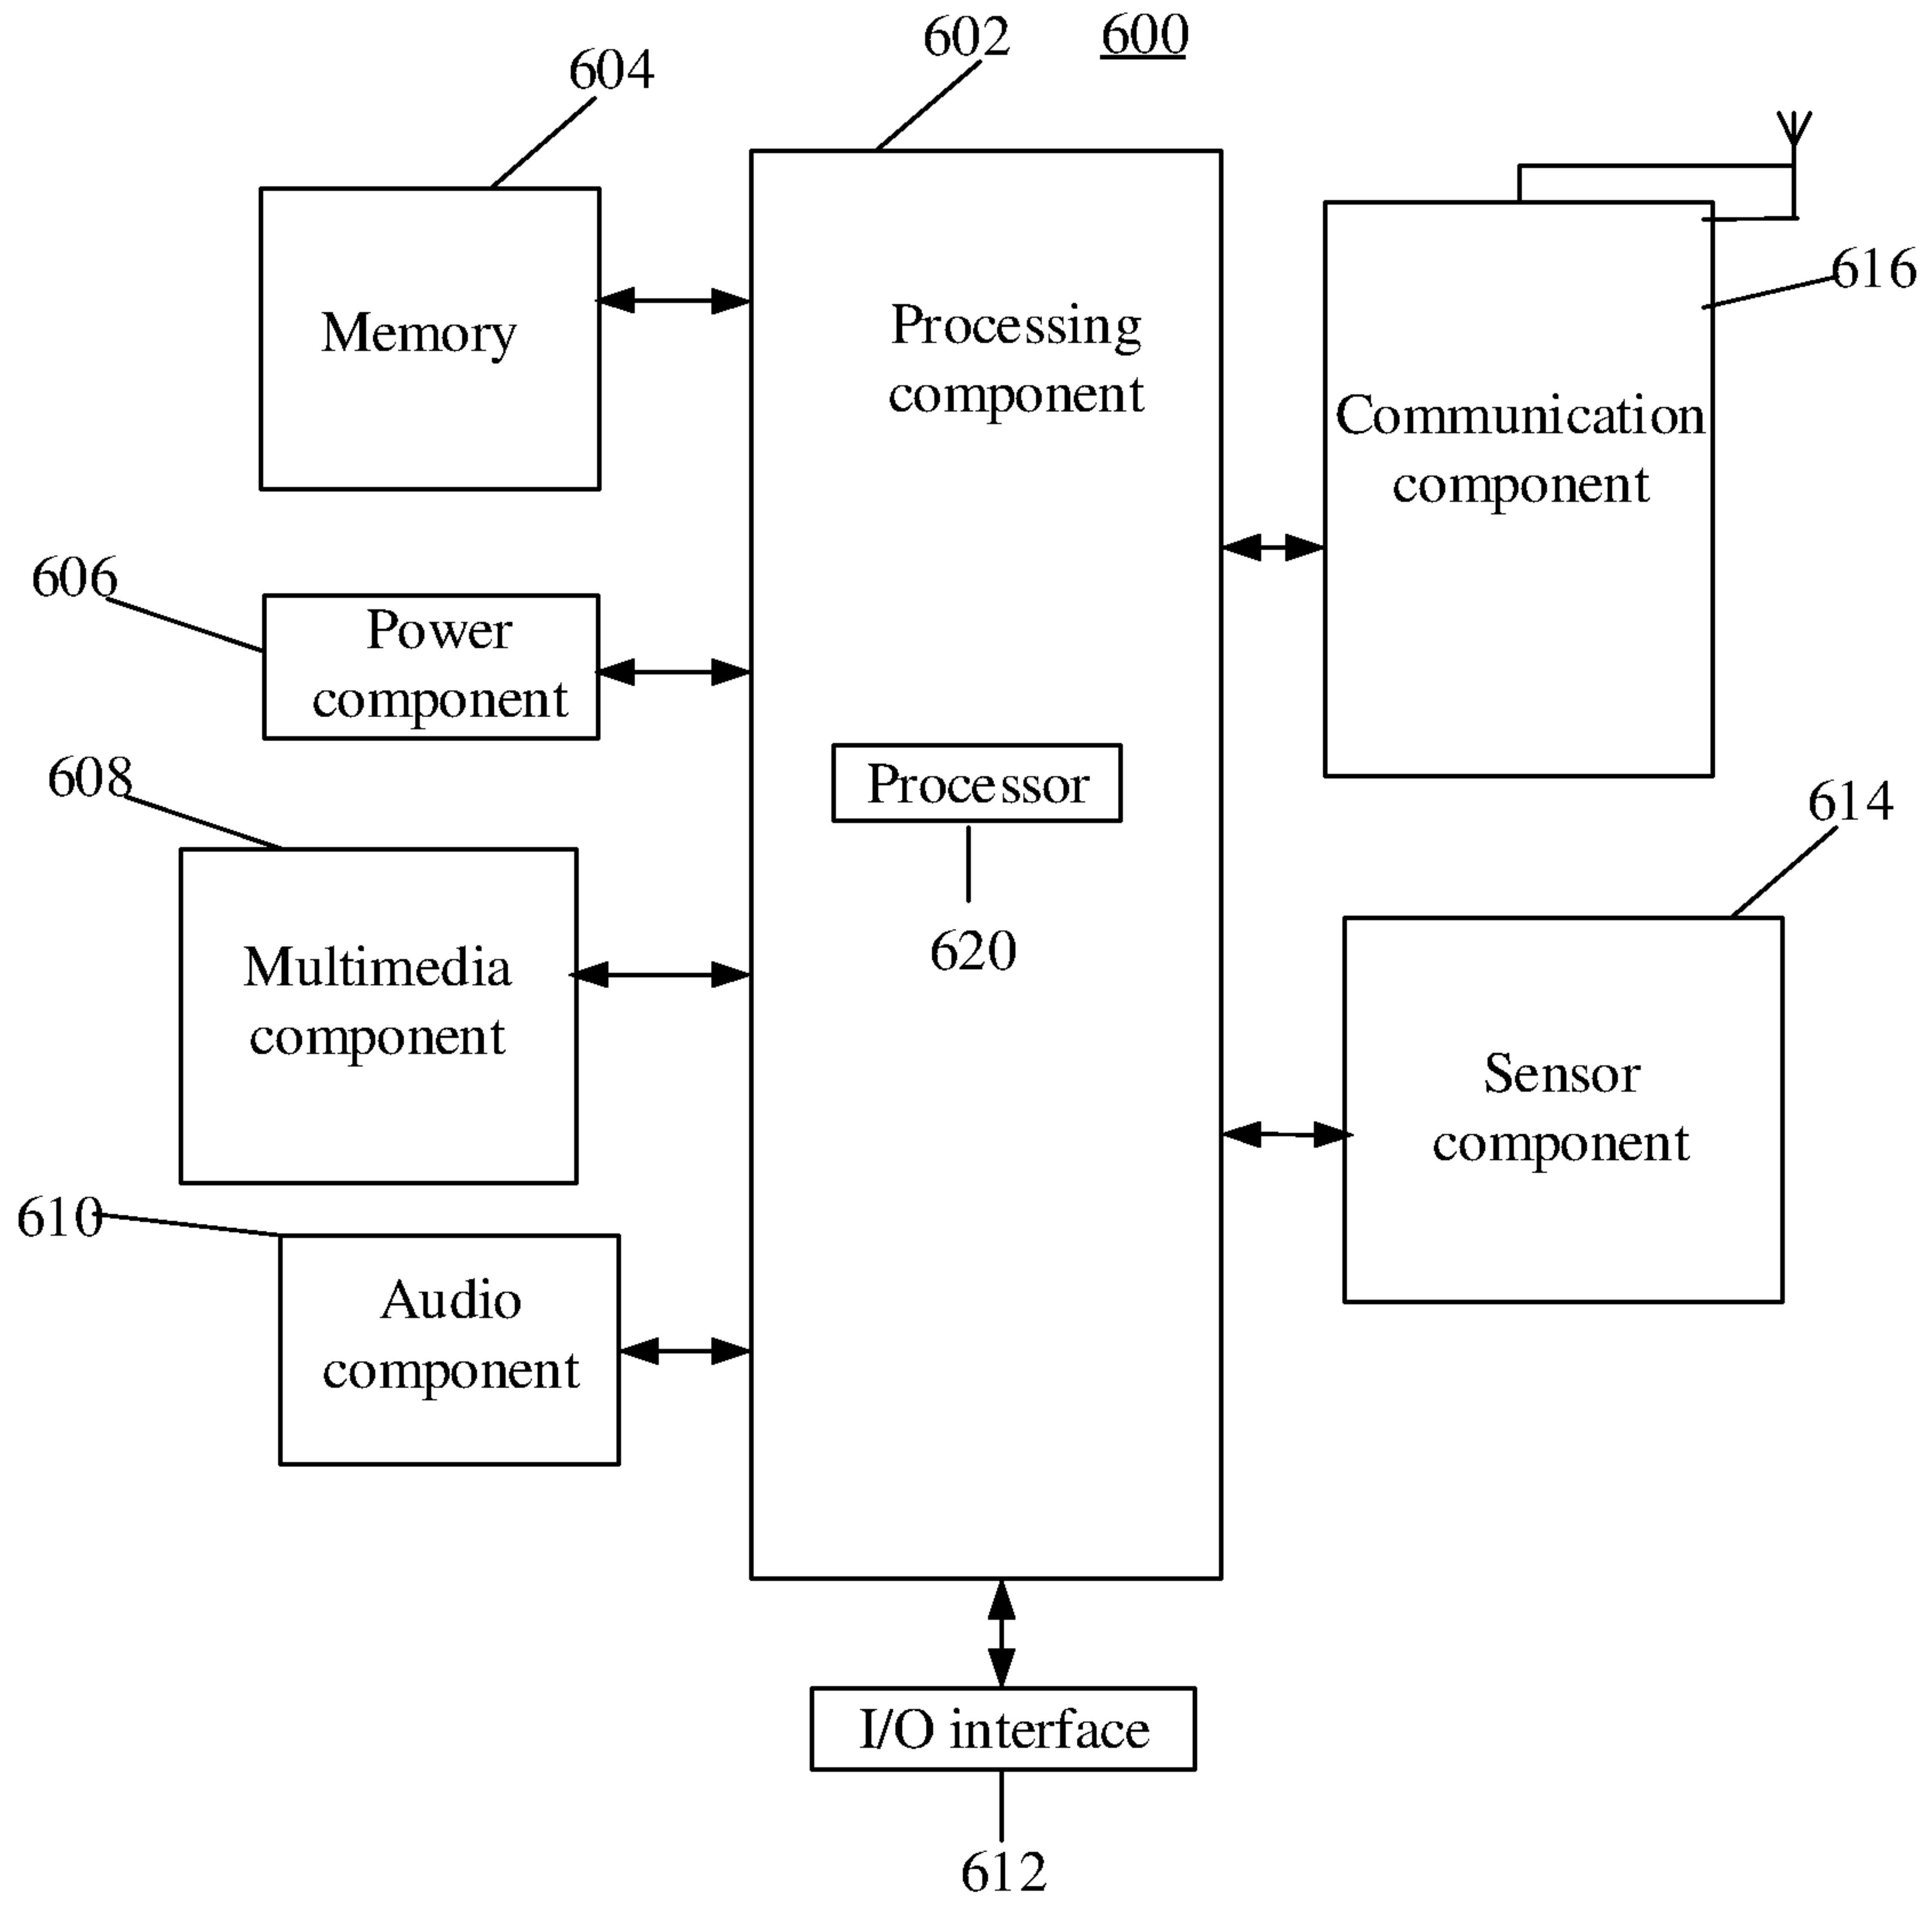 602
600
604
616
Memory
Processing
component
Communication
component
606
Power
component
608
Processor
614
620
Multimedia
component
Sensor
component
610
Audio
component
I/O interface
612